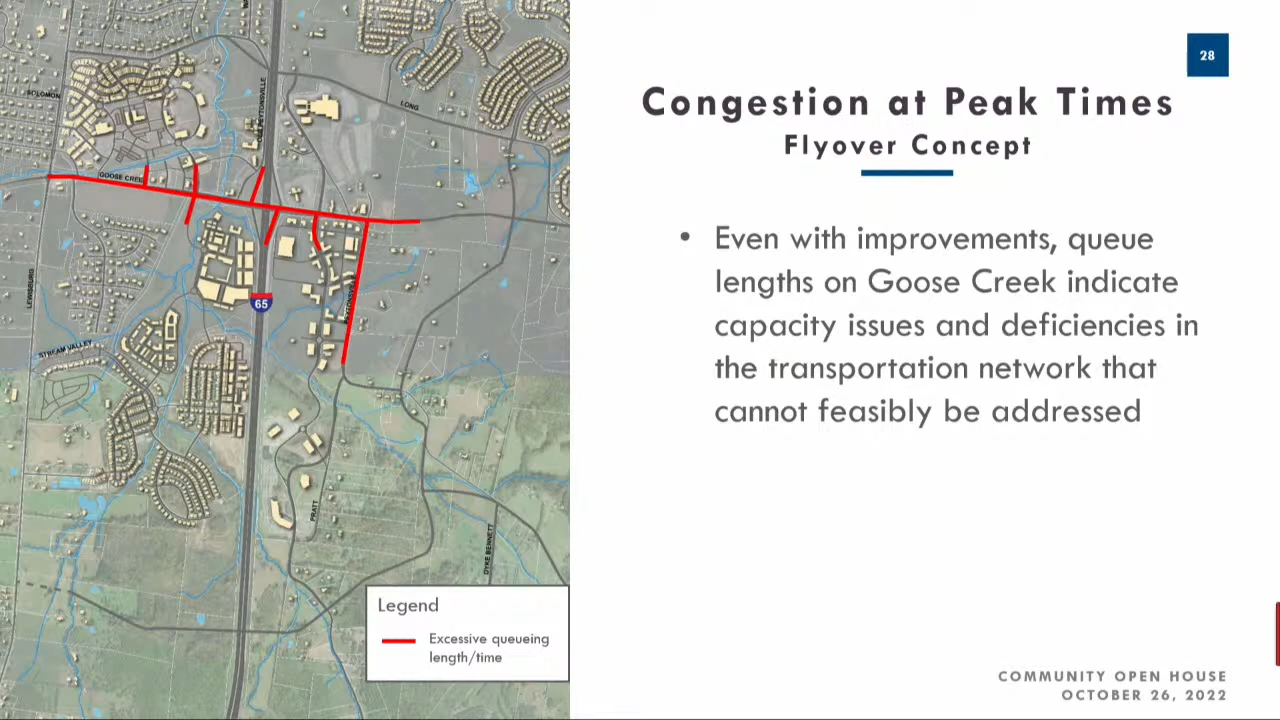 28
Congestion at Peak Times
Flyover Concept
• Even with improvements, queue
lengths on Goose Creek indicate
capacity issues and deficiencies in
the transportation network that
cannot feasibly be addressed
SOLOMON
LONG
GOOSE CREEK
LEWISBURG
65
STREAM VALLEY
PRATT
DYKE BENNETT
Legend
Excessive queueing
length/time
COMMUNITY OPEN HOUSE
OCTOBER 26, 2022